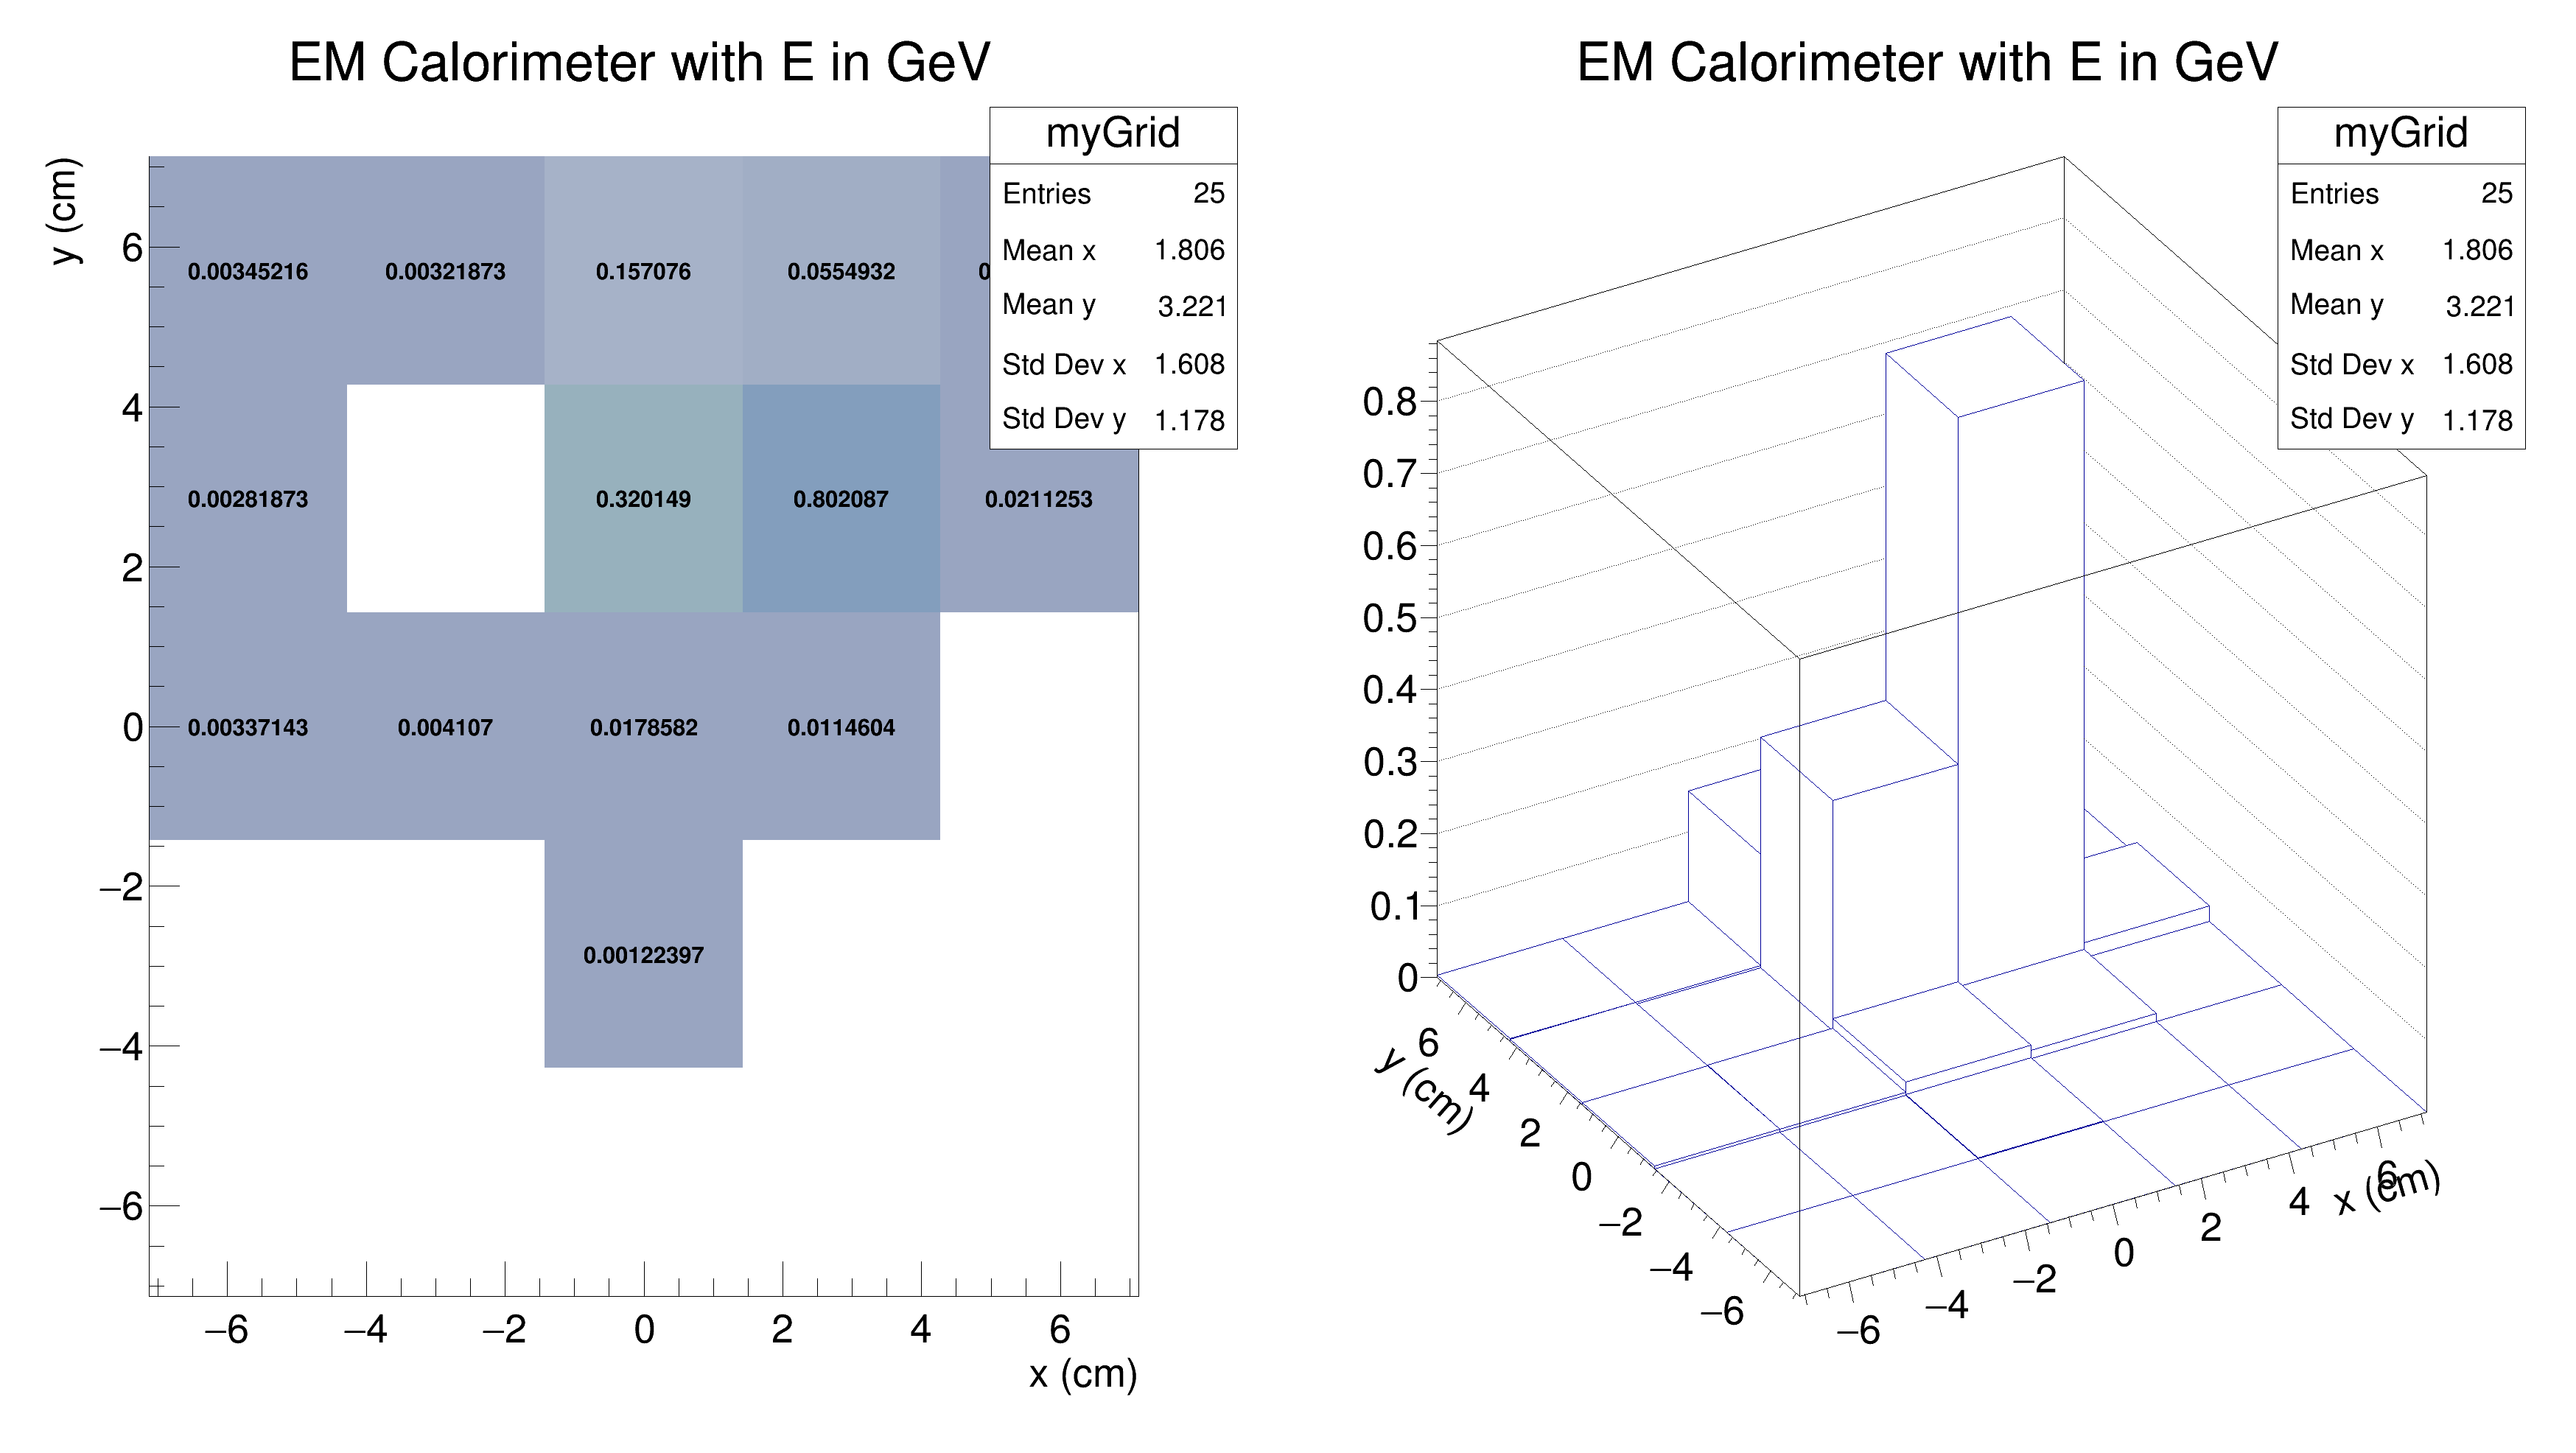 EM Calorimeter with E in GeV
myGrid
Entries 25
Mean x 1.806
Mean y 3.221
Std Dev x 1.608
Std Dev y 1.178
y (cm)
6
4
2
0
−2
−4
−6
0.00345216 0.00321873 0.157076 0.0554932 0
0.00281873 0.320149 0.802087 0.0211253
0.00337143 0.004107 0.0178582 0.0114604
0.00122397
−6 −4 −2 0 2 4 6
x (cm)
EM Calorimeter with E in GeV
myGrid
Entries 25
Mean x 1.806
Mean y 3.221
Std Dev x 1.608
Std Dev y 1.178
0.8
0.7
0.6
0.5
0.4
0.3
0.2
0.1
0
6
4
2
0
−2
−4
−6
y (cm)
−6 −4 −2 0 2 4 6
x (cm)